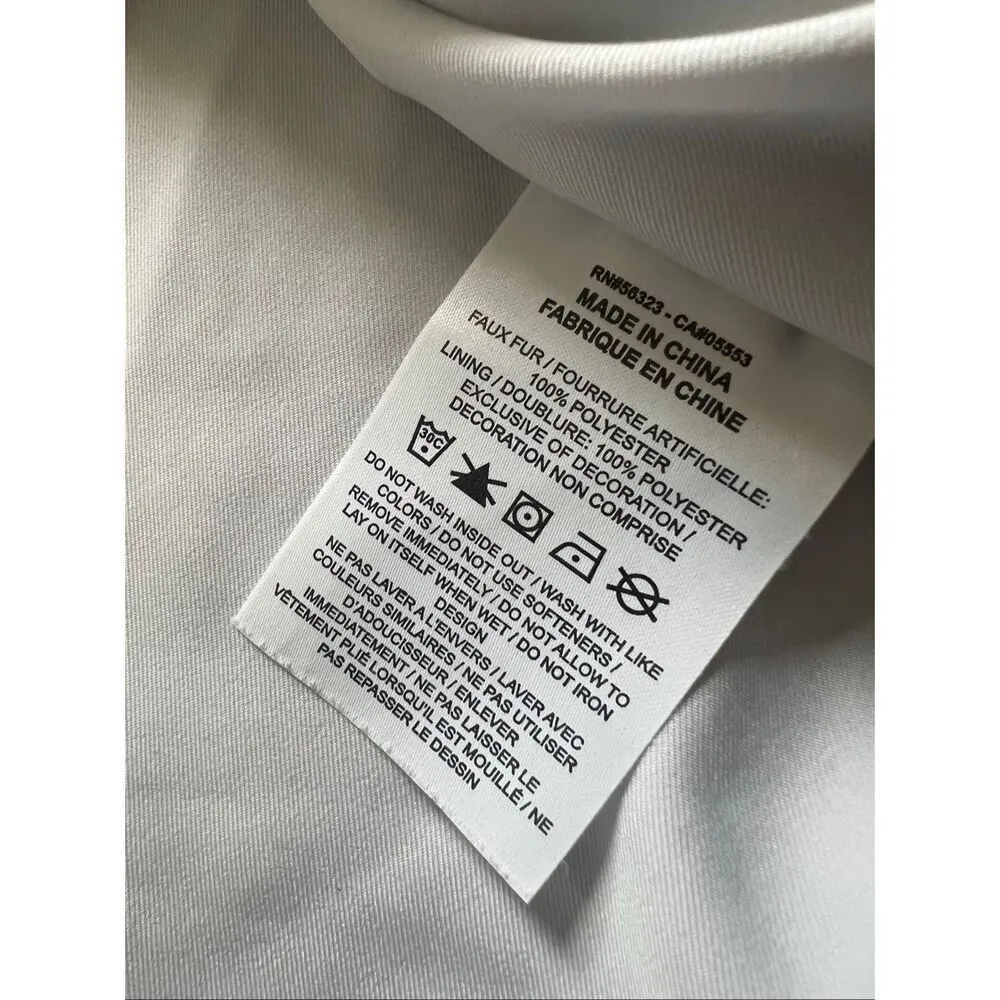 RN#56323 - CA#05553
MADE IN CHINA
FABRIQUE EN CHINE
FAUX FUR / FOURRURE ARTIFICIELLE:
100% POLYESTER
LINING / DOUBLURE: 100% POLYESTER
EXCLUSIVE OF DECORATION /
DECORATION NON COMPRISE
30C
DO NOT WASH INSIDE OUT / WASH WITH LIKE
COLORS / DO NOT USE SOFTENERS /
REMOVE IMMEDIATELY / DO NOT ALLOW TO
LAY ON ITSELF WHEN WET / DO NOT IRON
DESIGN
NE PAS LAVER A L'ENVERS / LAVER AVEC
COULEURS SIMILAIRES / NE PAS UTILISER
D'ADOUCISSEUR / ENLEVER
IMMEDIATEMENT / NE PAS LAISSER LE
VÊTEMENT PLIÉ LORSQU'IL EST MOUILLÉ / NE
PAS REPASSER LE DESSIN